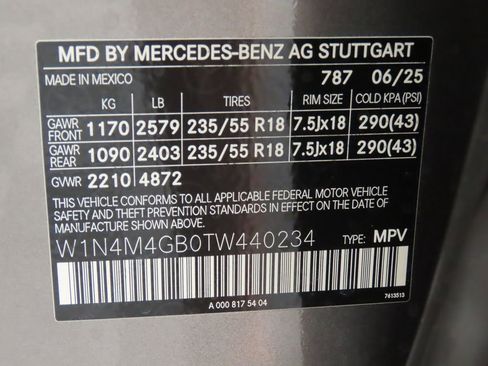 MFD BY MERCEDES-BENZ AG STUTTGART
MADE IN MEXICO 787 06/25
KG LB TIRES RIM SIZE COLD KPA(PSI)
GAWR FRONT 1170 2579 235/55 R18 7.5Jx18 290(43)
GAWR REAR 1090 2403 235/55 R18 7.5Jx18 290(43)
GVWR 2210 4872
THIS VEHICLE CONFORMS TO ALL APPLICABLE FEDERAL MOTOR VEHICLE
SAFETY AND THEFT PREVENTION STANDARDS IN EFFECT ON THE DATE OF
MANUFACTURE SHOWN ABOVE.
W1N4M4GB0TW440234 TYPE: MPV
A 000 817 54 04 7613513